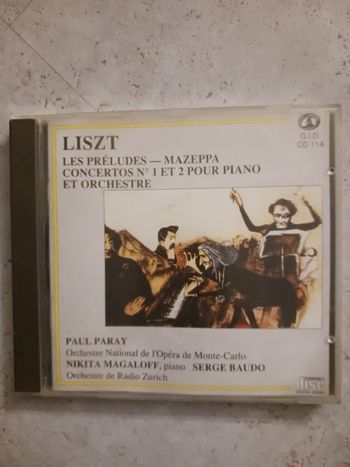 G.I.D
CD 114
LISZT
LES PRÉLUDES — MAZEPPA
CONCERTOS N° 1 ET 2 POUR PIANO
ET ORCHESTRE
PAUL PARAY
Orchestre National de l'Opéra de Monte-Carlo
NIKITA MAGALOFF, piano SERGE BAUDO
Orchestre de Radio Zurich
disc